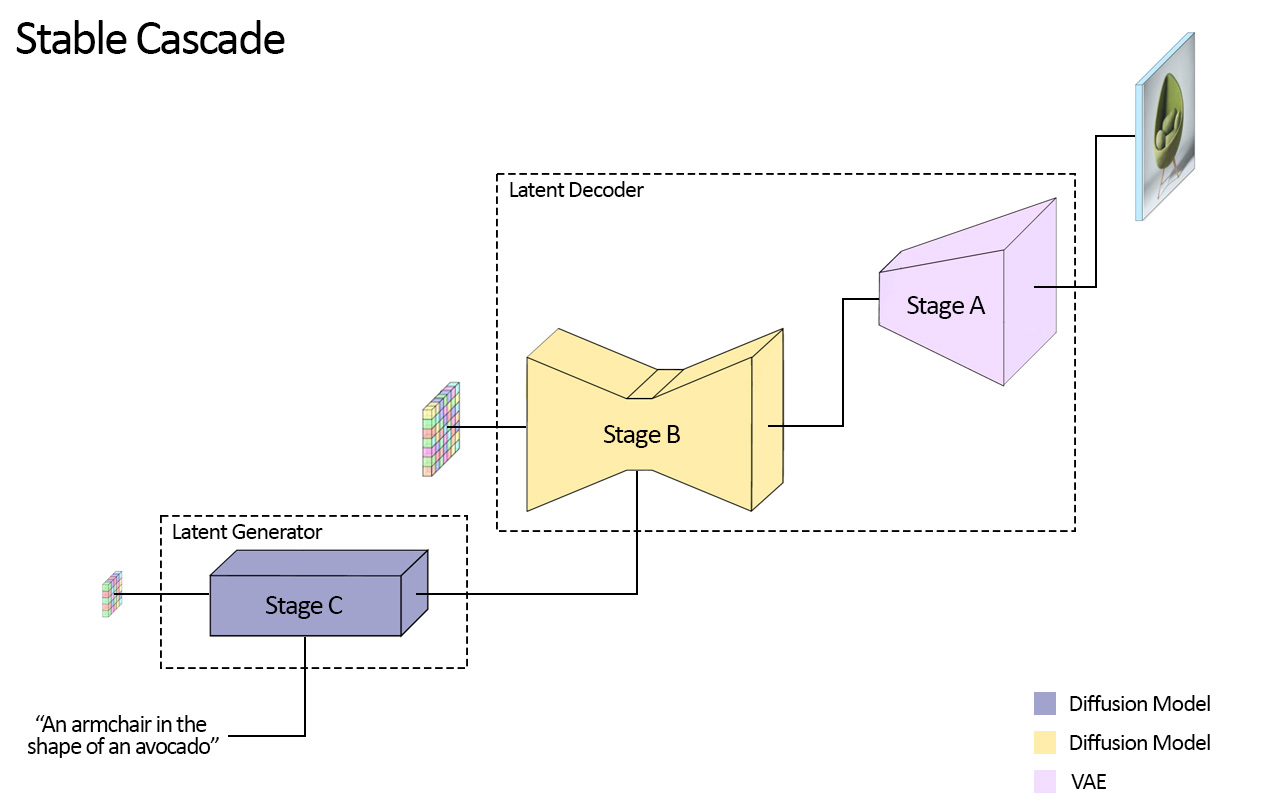 Stable Cascade
Latent Decoder
Stage A
Stage B
Latent Generator
Stage C
“An armchair in the
shape of an avocado”
Diffusion Model
Diffusion Model
VAE